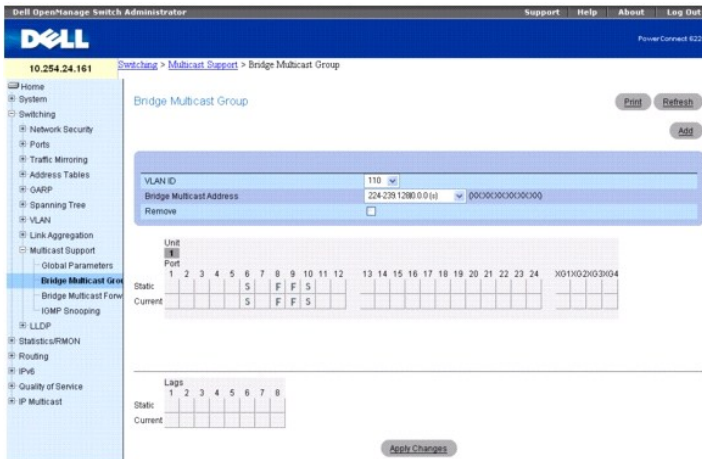 Dell OpenManage Switch Administrator
Support Help About Log Out
DELL
PowerConnect 622
10.254.24.161
Switching > Multicast Support > Bridge Multicast Group
Home
System
Switching
Network Security
Ports
Traffic Mirroring
Address Tables
GARP
Spanning Tree
VLAN
Link Aggregation
Multicast Support
Global Parameters
Bridge Multicast Grou
Bridge Multicast Forw
IGMP Snooping
LLDP
Statistics/RMON
Routing
IPv6
Quality of Service
IP Multicast
Bridge Multicast Group
Print Refresh
Add
VLAN ID 110
Bridge Multicast Address
Remove
Unit
1
Port
1 2 3 4 5 6 7 8 9 10 11 12 13 14 15 16 17 18 19 20 21 22 23 24 XG1 XG2 XG3 XG4
Static S F F S
Current S F F S
Lags
1 2 3 4 5 6 7 8
Static
Current
Apply Changes